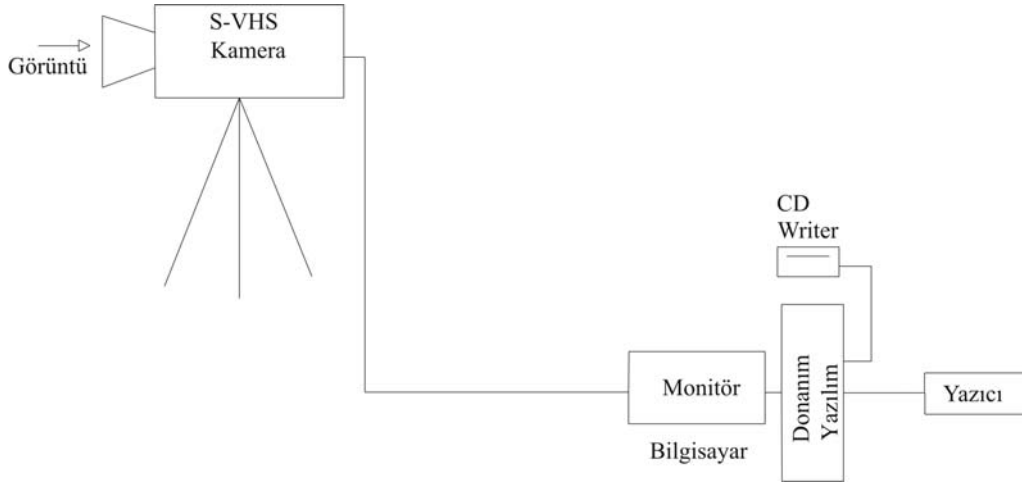 S-VHS
Kamera
Görüntü
CD
Writer
Monitör
Donanım
Yazılım
Yazıcı
Bilgisayar